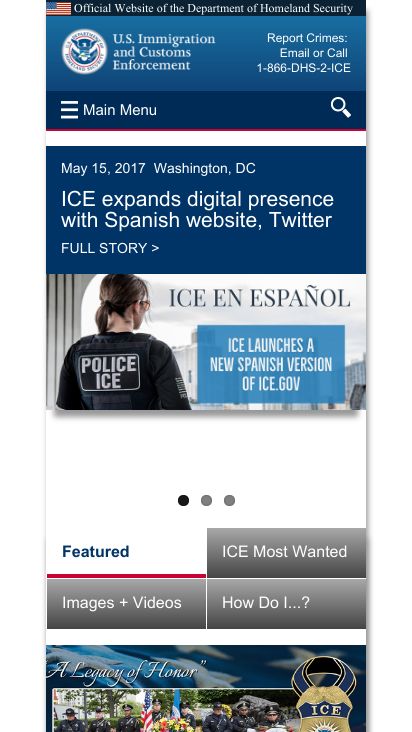 Official Website of the Department of Homeland Security
U.S. Immigration
and Customs
Enforcement
Report Crimes:
Email or Call
1-866-DHS-2-ICE
Main Menu
May 15, 2017 Washington, DC
ICE expands digital presence
with Spanish website, Twitter
FULL STORY >
ICE EN ESPAÑOL
POLICE
ICE
ICE LAUNCHES A
NEW SPANISH VERSION
OF ICE.GOV
Featured
ICE Most Wanted
Images + Videos
How Do I...?
A Legacy of Honor”
ICE